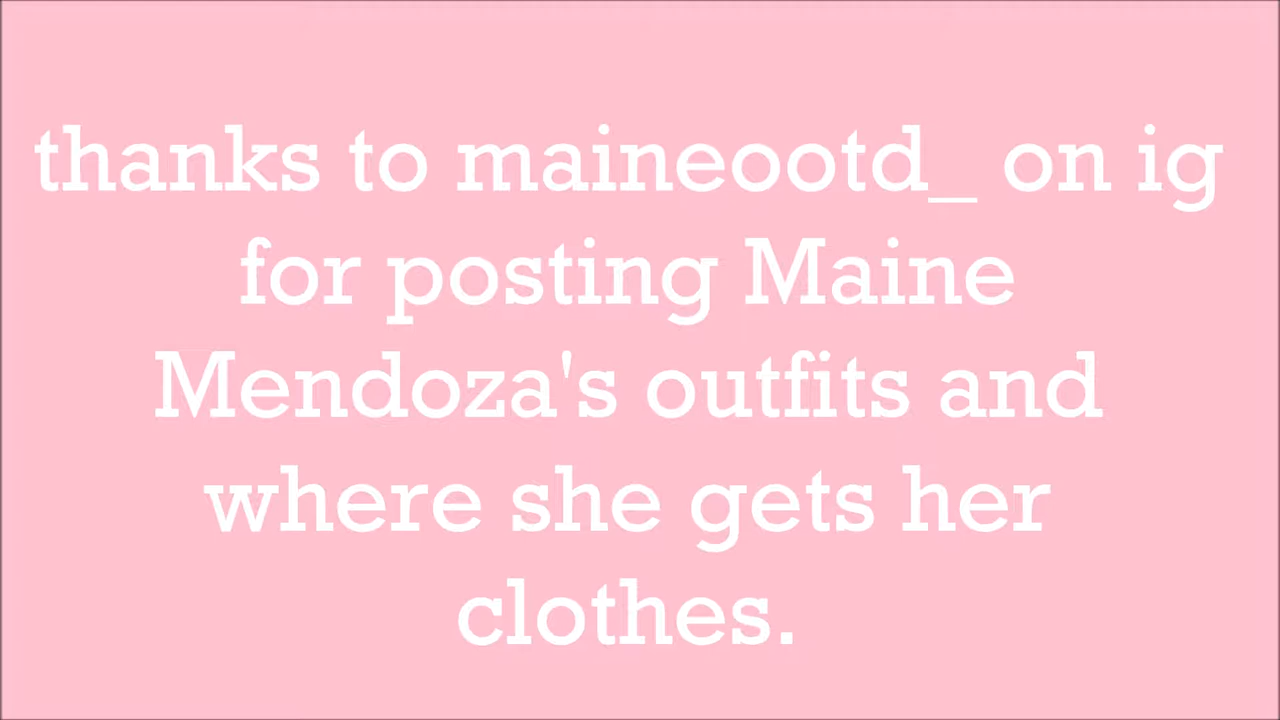 thanks to maineootd_ on ig
for posting Maine
Mendoza's outfits and
where she gets her
clothes.